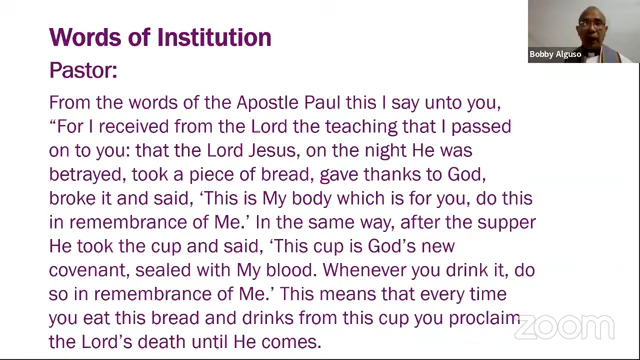 Words of Institution
Pastor:
From the words of the Apostle Paul this I say unto you,
“For I received from the Lord the teaching that I passed
on to you: that the Lord Jesus, on the night He was
betrayed, took a piece of bread, gave thanks to God,
broke it and said, ‘This is My body which is for you, do this
in remembrance of Me.’ In the same way, after the supper
He took the cup and said, ‘This cup is God’s new
covenant, sealed with My blood. Whenever you drink it, do
so in remembrance of Me.’ This means that every time
you eat this bread and drinks from this cup you proclaim
the Lord’s death until He comes.
Bobby Alguso
zoom